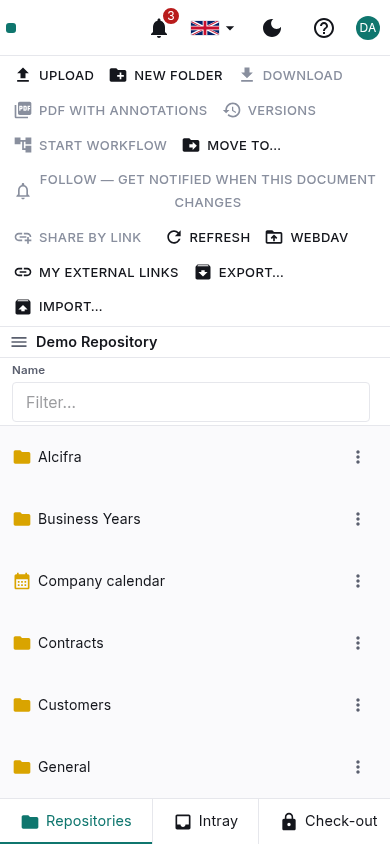 3
DA
UPLOAD NEW FOLDER DOWNLOAD
PDF PDF WITH ANNOTATIONS VERSIONS
START WORKFLOW MOVE TO...
FOLLOW — GET NOTIFIED WHEN THIS DOCUMENT
CHANGES
SHARE BY LINK REFRESH WEBDAV
MY EXTERNAL LINKS EXPORT...
IMPORT...
Demo Repository
Name
Filter...
Alcifra
Business Years
Company calendar
Contracts
Customers
General
Repositories Intray Check-out